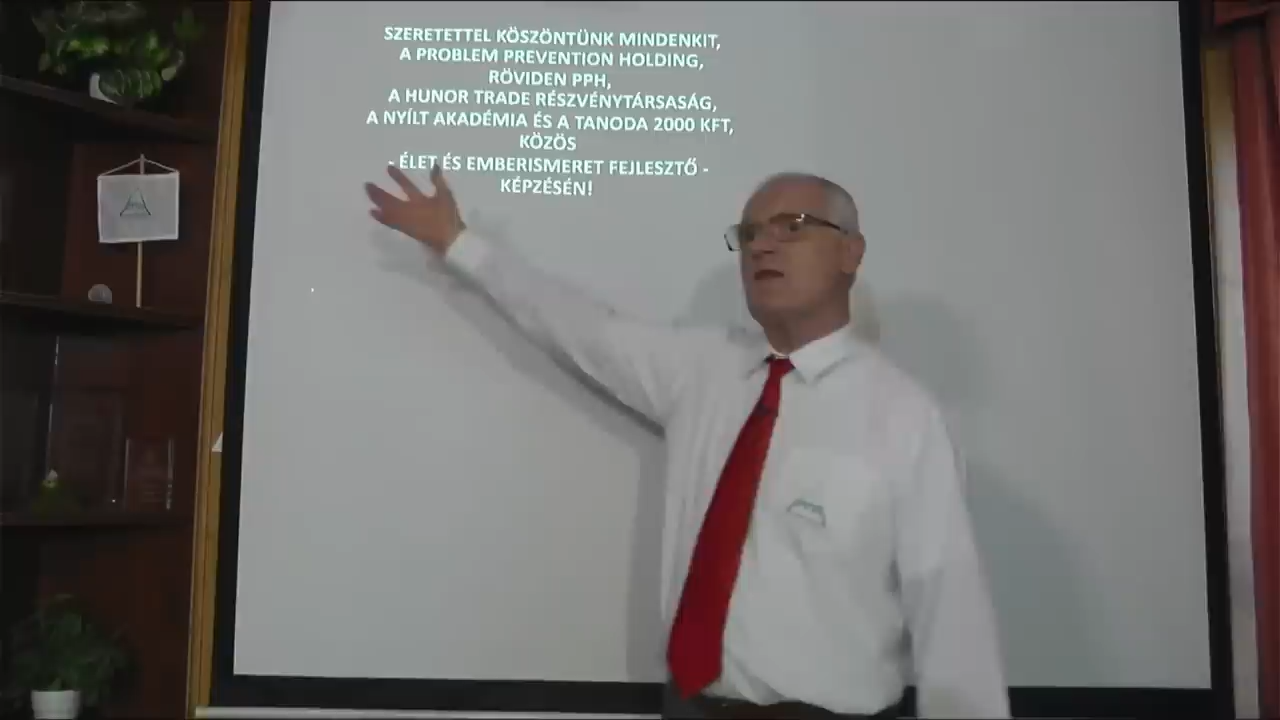 SZERETETTEL KÖSZÖNTÜNK MINDENKIT,
A PROBLEM PREVENTION HOLDING,
RÖVIDEN PPH,
A HUNOR TRADE RÉSZVÉNYTÁRSASÁG,
A NYÍLT AKADÉMIA ÉS A TANODA 2000 KFT,
KÖZÖS
- ÉLET ÉS EMBERISMERET FEJLESZTŐ -
KÉPZÉSÉN!